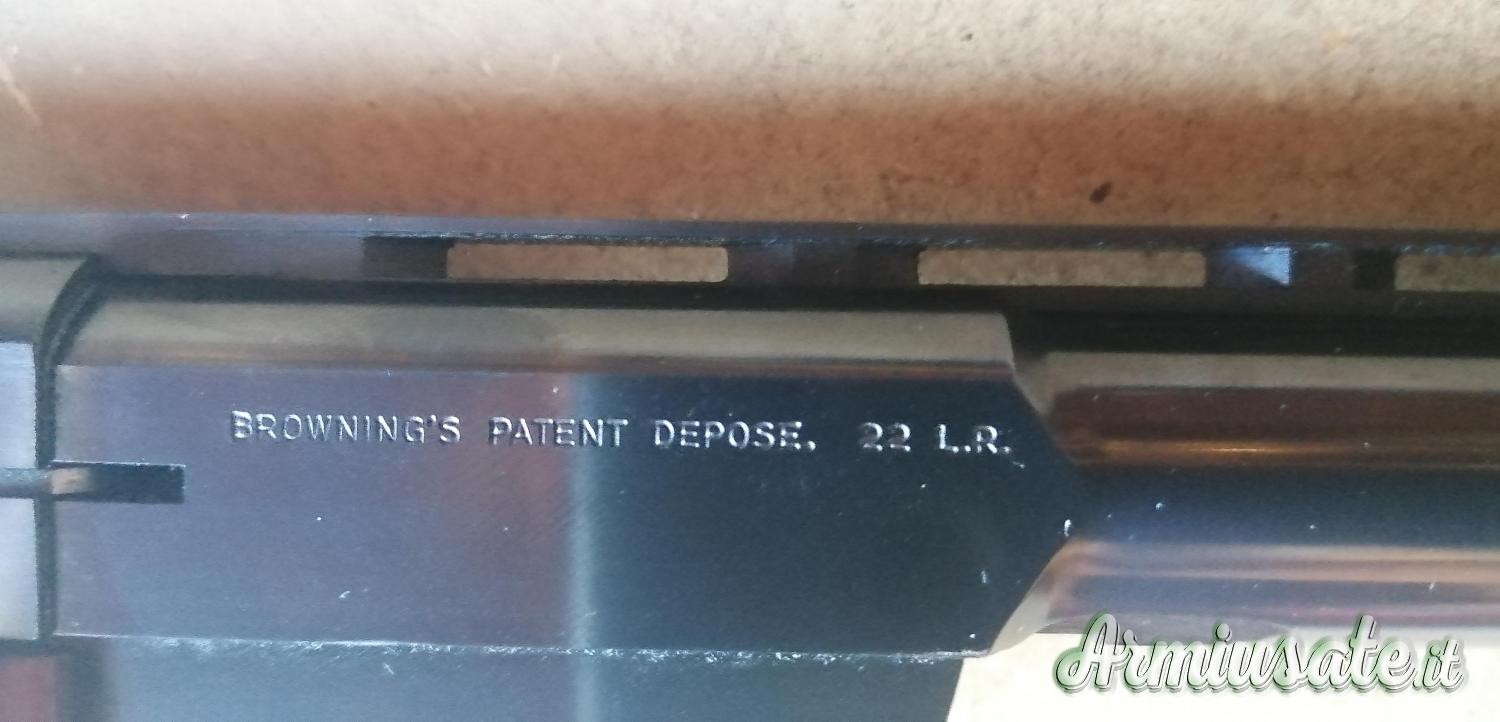 BROWNING'S PATENT DEPOSE. 22 L.R.
Armiusate.it